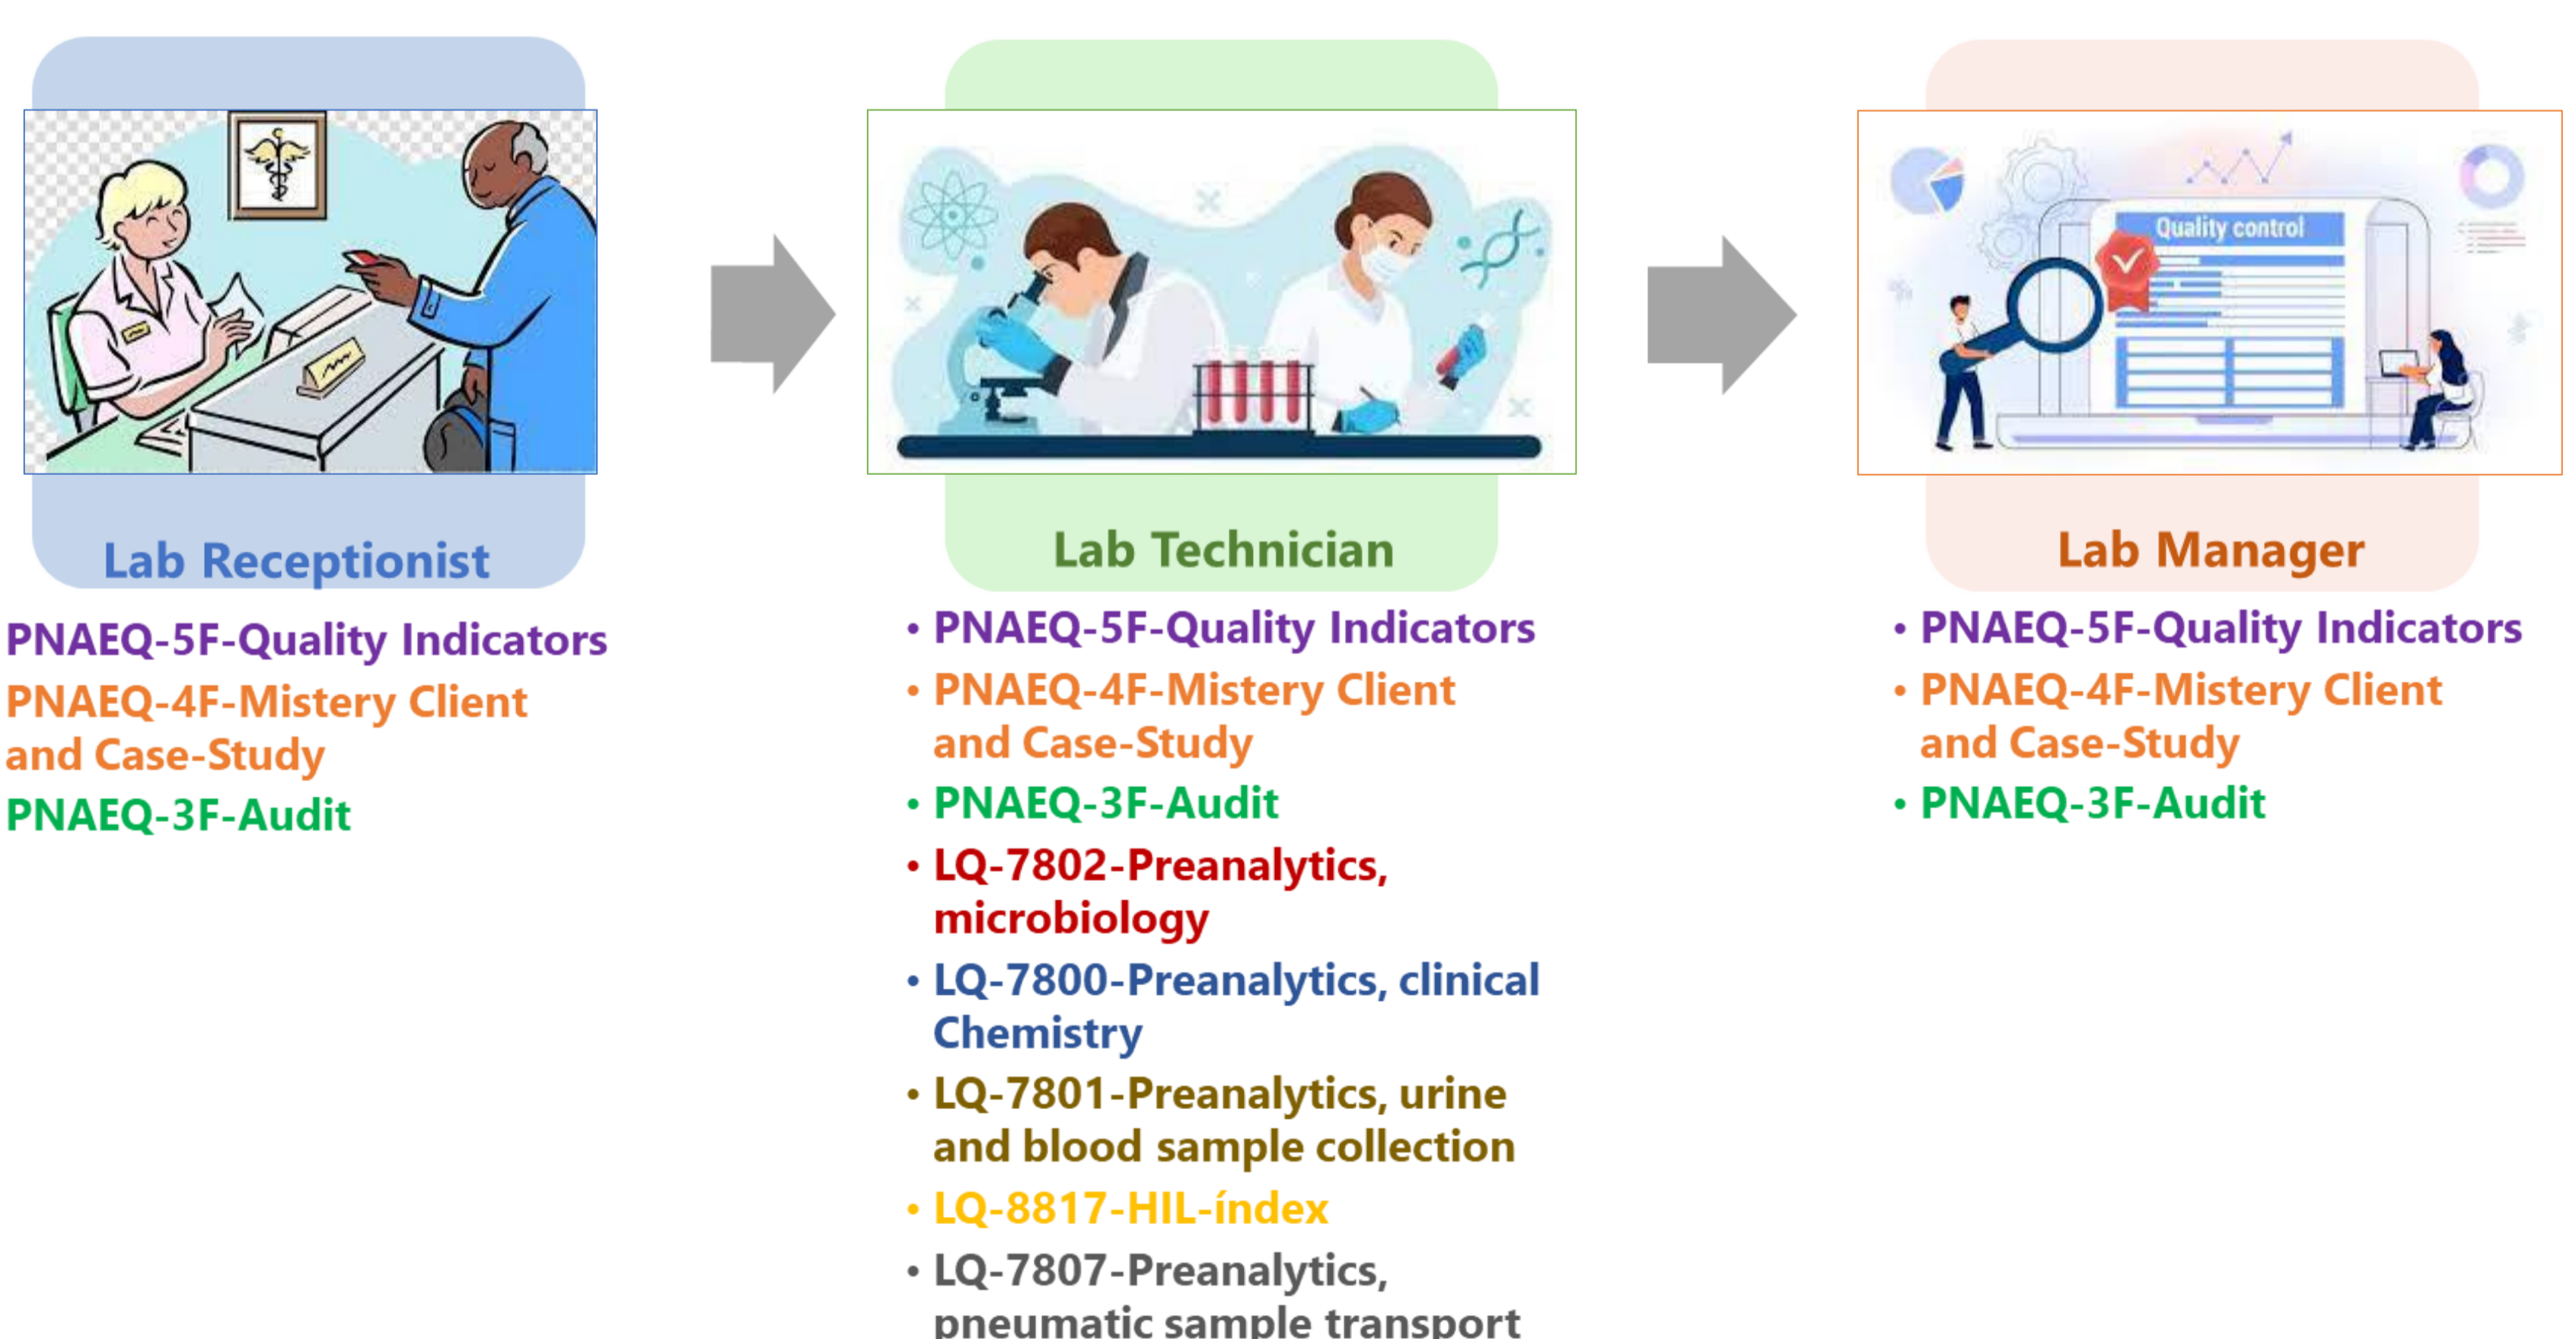 Quality control
Lab Receptionist
PNAEQ-5F-Quality Indicators
PNAEQ-4F-Mistery Client
and Case-Study
PNAEQ-3F-Audit
Lab Technician
• PNAEQ-5F-Quality Indicators
• PNAEQ-4F-Mistery Client
and Case-Study
• PNAEQ-3F-Audit
• LQ-7802-Preanalytics,
microbiology
• LQ-7800-Preanalytics, clinical
Chemistry
• LQ-7801-Preanalytics, urine
and blood sample collection
• LQ-8817-HIL-índex
• LQ-7807-Preanalytics,
pneumatic sample transport
Lab Manager
• PNAEQ-5F-Quality Indicators
• PNAEQ-4F-Mistery Client
and Case-Study
• PNAEQ-3F-Audit